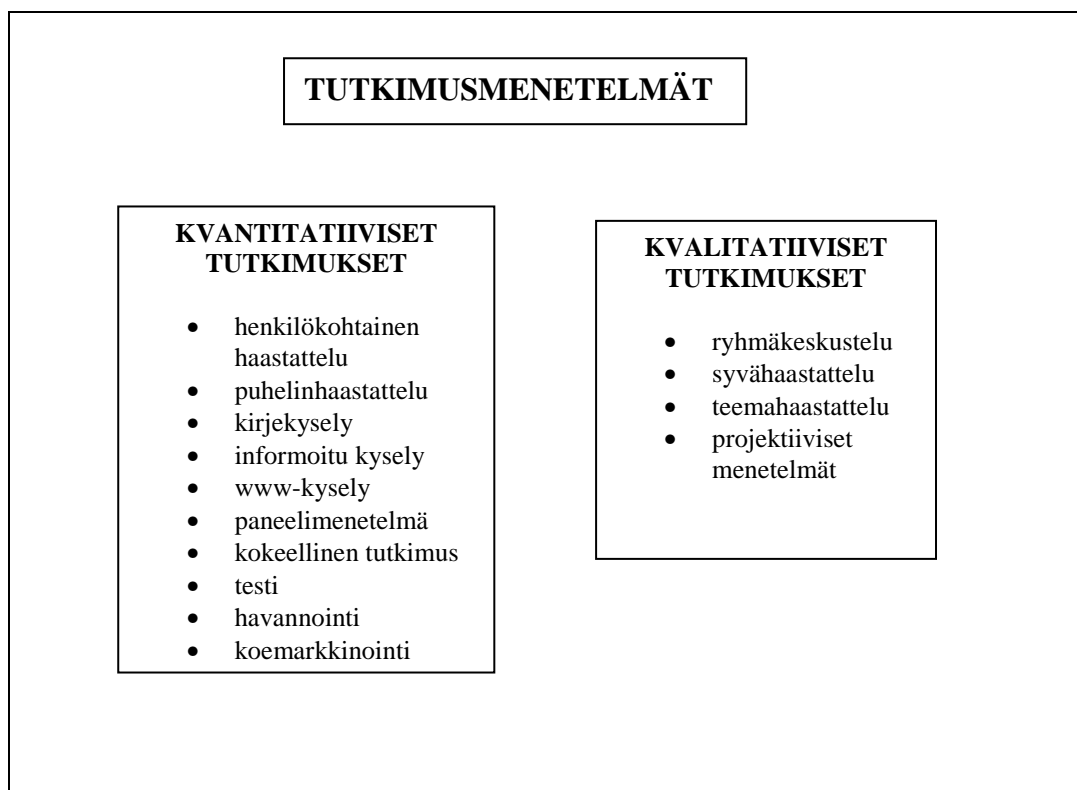 TUTKIMUSMENETELMÄT
KVANTITATIIVISET
TUTKIMUKSET
• henkilökohtainen
haastattelu
• puhelinhaastattelu
• kirjekysely
• informoitu kysely
• www-kysely
• paneelimenetelmä
• kokeellinen tutkimus
• testi
• havannointi
• koemarkkinointi
KVALITATIIVISET
TUTKIMUKSET
• ryhmäkeskustelu
• syvähaastattelu
• teemahaastattelu
• projektiiviset
menetelmät